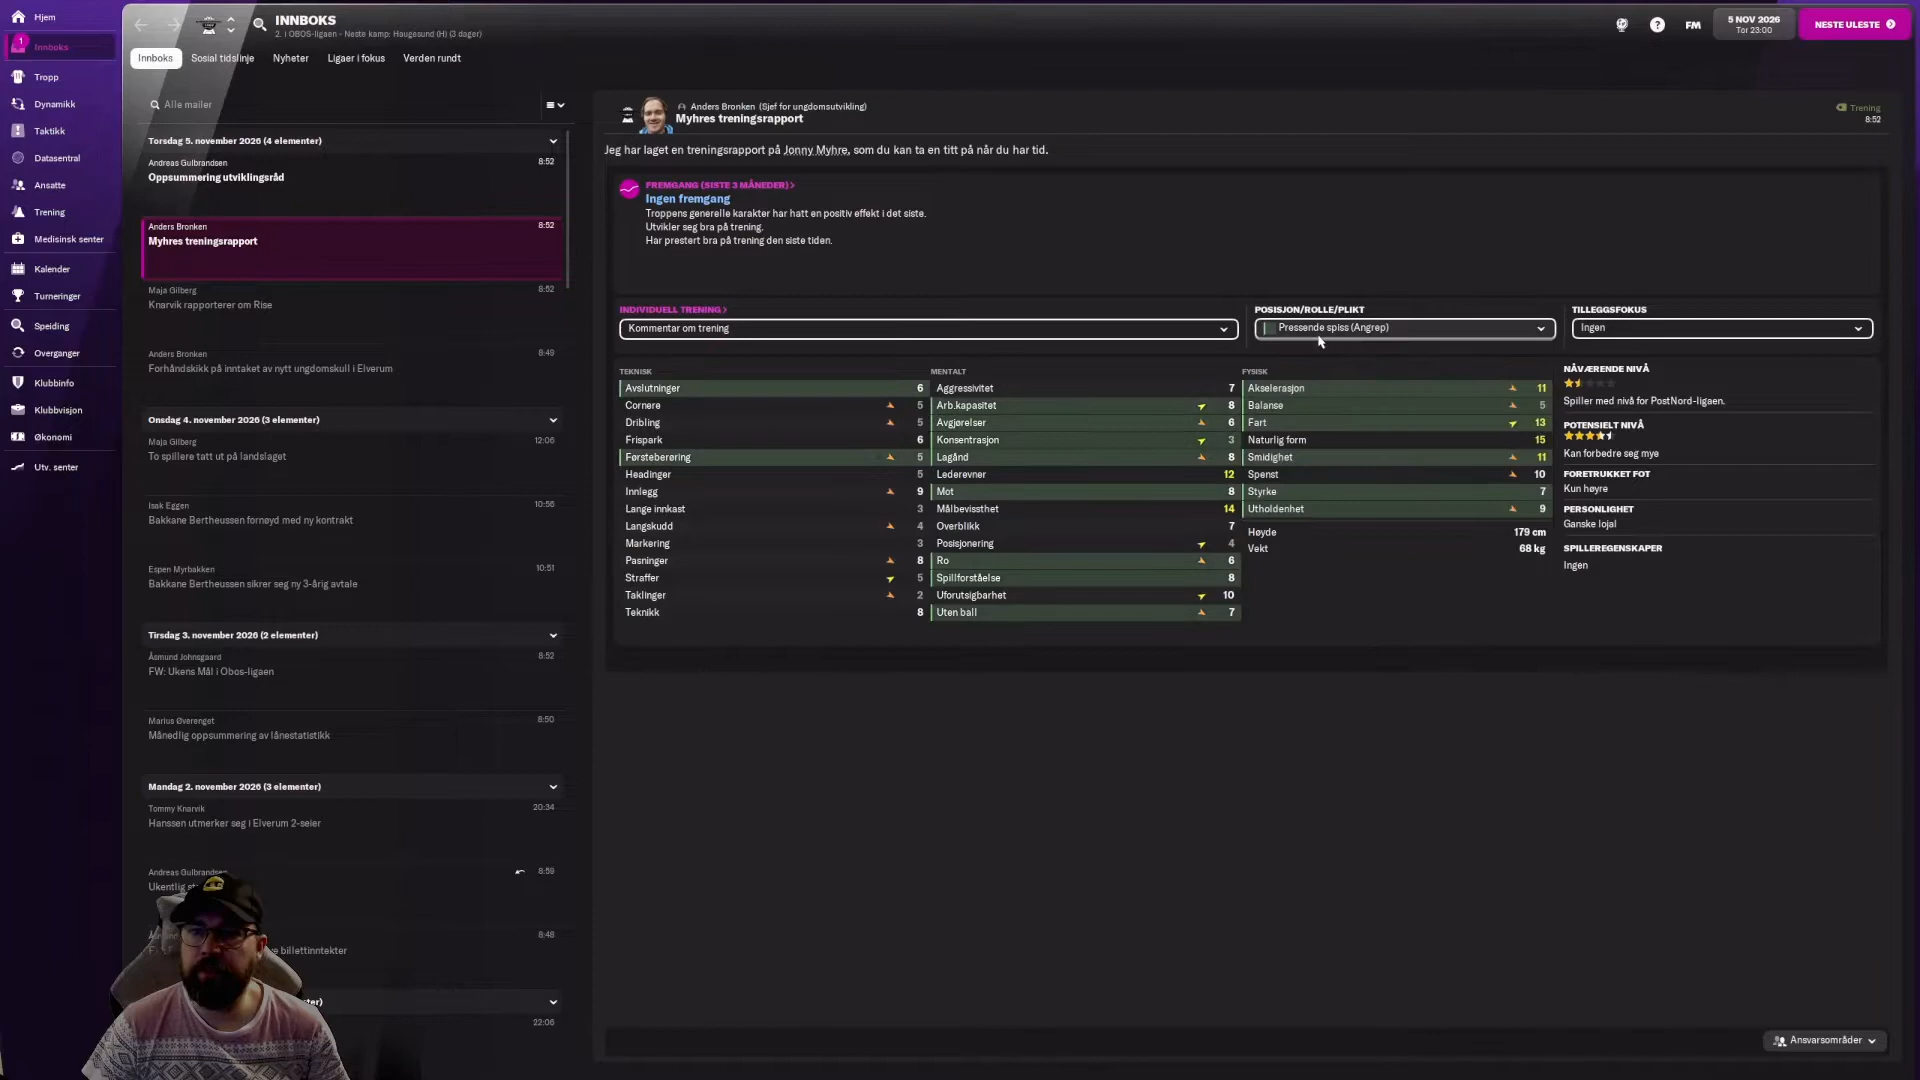 Hjem
1
Innboks
Tropp
Dynamikk
Taktikk
Datasentral
Ansatte
Trening
Medisinsk senter
Kalender
Turneringer
Speiding
Overganger
Klubbinfo
Klubbvisjon
Økonomi
Utv. senter
INNBOKS
2. i OBOS-ligaen - Neste kamp: Haugesund (H) (3 dager)
FM
5 NOV 2026
Tor 23:00
NESTE ULESTE
Innboks Sosial tidslinje Nyheter Ligaer i fokus Verden rundt
Alle mailer
Torsdag 5. november 2026 (4 elementer)
Andreas Gulbrandsen 8:52
Oppsummering utviklingsråd
Anders Bronken 8:52
Myhres treningsrapport
Maja Gilberg 8:52
Knarvik rapporterer om Rise
Anders Bronken 8:49
Forhåndskikk på inntaket av nytt ungdomskull i Elverum
Onsdag 4. november 2026 (3 elementer)
Maja Gilberg 12:06
To spillere tatt ut på landslaget
Isak Eggen 10:56
Bakkane Bertheussen fornøyd med ny kontrakt
Espen Myrbakken 10:51
Bakkane Bertheussen sikrer seg ny 3-årig avtale
Tirsdag 3. november 2026 (2 elementer)
Åsmund Johnsgaard 8:52
FW: Ukens Mål i Obos-ligaen
Marius Øverenget 8:50
Månedlig oppsummering av lånestatistikk
Mandag 2. november 2026 (3 elementer)
Tommy Knarvik 20:34
Hanssen utmerker seg i Elverum 2-seier
Andreas Gulbrandsen 8:59
Ukentlig
8:48
billettinntekter
22:06
Anders Bronken (Sjef for ungdomsutvikling)
Myhres treningsrapport
Trening
8:52
Jeg har laget en treningsrapport på Jonny Myhre, som du kan ta en titt på når du har tid.
FREMGANG (SISTE 3 MÅNEDER) >
Ingen fremgang
Troppens generelle karakter har hatt en positiv effekt i det siste.
Utvikler seg bra på trening.
Har prestert bra på trening den siste tiden.
INDIVIDUELL TRENING > POSISJON/ROLLE/PLIKT TILLEGGSFOKUS
Kommentar om trening Pressende spiss (Angrep) Ingen
TEKNISK
Avslutninger 6
Cornere 5
Dribling 5
Frispark 6
Førsteberøring 5
Headinger 5
Innlegg 9
Lange innkast 3
Langskudd 4
Markering 3
Pasninger 8
Straffer 5
Taklinger 2
Teknikk 8
MENTALT
Aggressivitet 7
Arb.kapasitet 8
Avgjørelser 6
Konsentrasjon 3
Lagånd 8
Lederevner 12
Mot 8
Målbevissthet 14
Overblikk 7
Posisjonering 4
Ro 6
Spillforståelse 8
Uforutsigbarhet 10
Uten ball 7
FYSISK
Akselerasjon 11
Balanse 5
Fart 13
Naturlig form 15
Smidighet 11
Spenst 10
Styrke 7
Utholdenhet 9
Høyde 179 cm
Vekt 68 kg
NÅVÆRENDE NIVÅ
Spiller med nivå for PostNord-ligaen.
POTENSIELT NIVÅ
Kan forbedre seg mye
FORETRUKKET FOT
Kun høyre
PERSONLIGHET
Ganske lojal
SPILLEREGENSKAPER
Ingen
Ansvarsområder